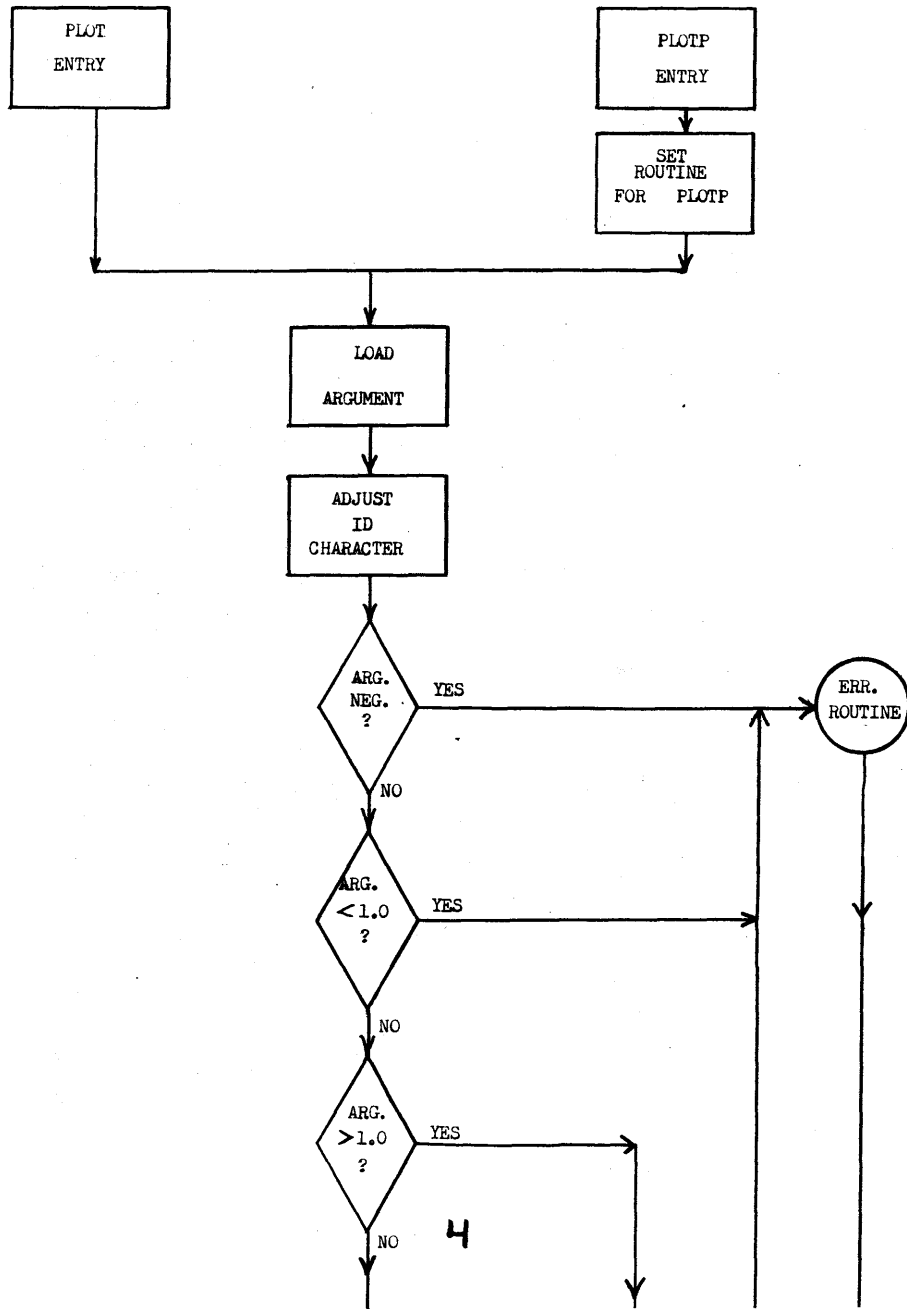 PLOT
ENTRY
PLOTP
ENTRY
SET
ROUTINE
FOR PLOTP
LOAD
ARGUMENT
ADJUST
ID
CHARACTER
ARG.
NEG.
?
YES
ERR.
ROUTINE
NO
ARG.
<1.0
?
YES
NO
ARG.
>1.0
?
YES
NO
4